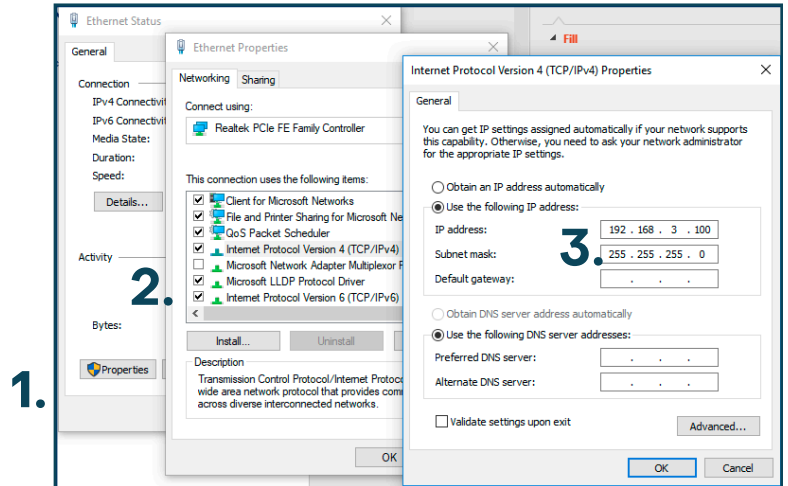 Ethernet Status
General
Connection
IPv4 Connectivit
IPv6 Connectivit
Media State:
Duration:
Speed:
Details...
Activity
Bytes:
Properties
1.
Ethernet Properties
Networking
Sharing
Connect using:
Realtek PCIe FE Family Controller
This connection uses the following items:
Client for Microsoft Networks
File and Printer Sharing for Microsoft Ne
QoS Packet Scheduler
Internet Protocol Version 4 (TCP/IPv4)
Microsoft Network Adapter Multiplexor P
Microsoft LLDP Protocol Driver
Internet Protocol Version 6 (TCP/IPv6)
2.
Install...
Uninstall
Description
Transmission Control Protocol/Internet Protoco
wide area network protocol that provides com
across diverse interconnected networks.
OK
Fill
Internet Protocol Version 4 (TCP/IPv4) Properties
General
You can get IP settings assigned automatically if your network supports
this capability. Otherwise, you need to ask your network administrator
for the appropriate IP settings.
Obtain an IP address automatically
Use the following IP address:
IP address: 192 . 168 . 3 . 100
Subnet mask: 255 . 255 . 255 . 0
Default gateway: . . .
3.
Obtain DNS server address automatically
Use the following DNS server addresses:
Preferred DNS server: . . .
Alternate DNS server: . . .
Validate settings upon exit
Advanced...
OK
Cancel